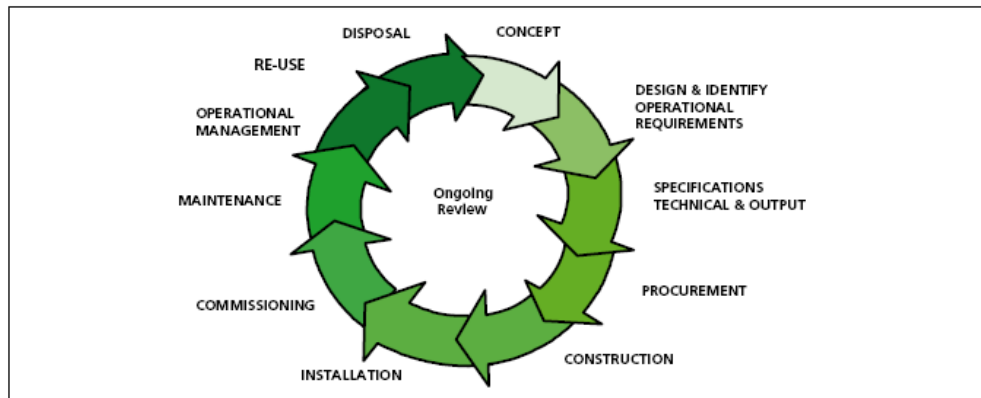 CONCEPT
DESIGN & IDENTIFY
OPERATIONAL
REQUIREMENTS
SPECIFICATIONS
TECHNICAL & OUTPUT
PROCUREMENT
CONSTRUCTION
INSTALLATION
COMMISSIONING
MAINTENANCE
OPERATIONAL
MANAGEMENT
RE-USE
DISPOSAL
Ongoing
Review